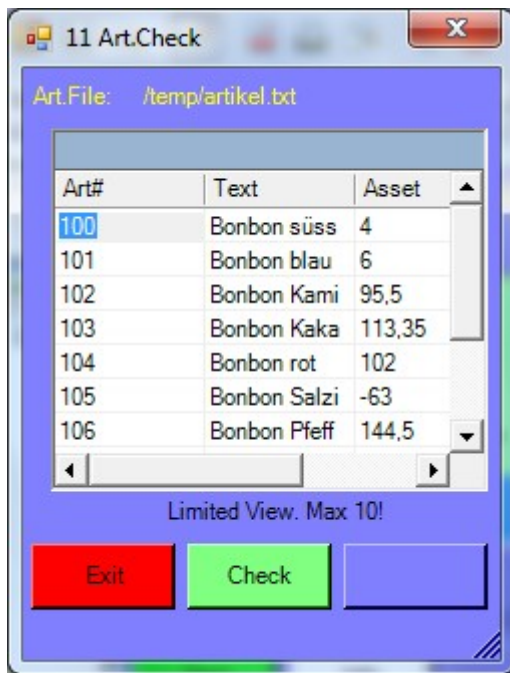 11 Art.Check
Art.File: /temp/artikel.txt
Art# Text Asset
100 Bonbon süss 4
101 Bonbon blau 6
102 Bonbon Kami 95,5
103 Bonbon Kaka 113,35
104 Bonbon rot 102
105 Bonbon Salzi -63
106 Bonbon Pfeff 144,5
Limited View. Max 10!
Exit Check